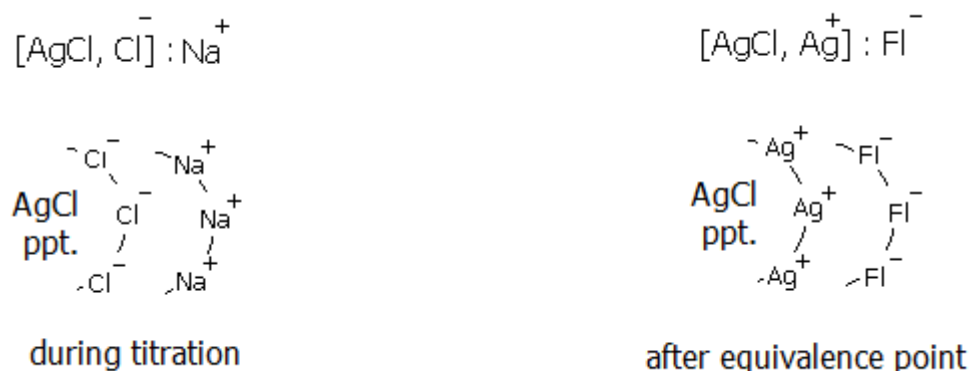 [AgCl, Cl⁻] : Na⁺
Cl⁻ Na⁺
AgCl Cl⁻ Na⁺
ppt.
Cl⁻ Na⁺
during titration
[AgCl, Ag⁺] : Fl⁻
Ag⁺ Fl⁻
AgCl Ag⁺ Fl⁻
ppt.
Ag⁺ Fl⁻
after equivalence point